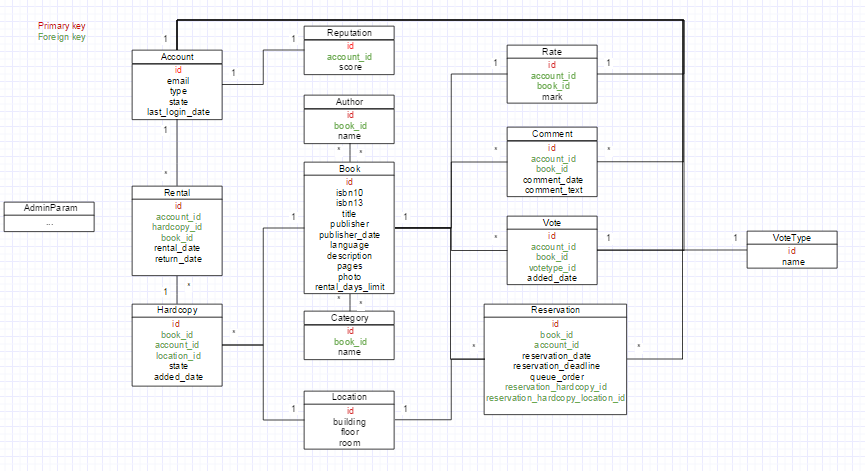 Primary key
Foreign key
1
1
Account
id
email
type
state
last_login_date
1
1
Reputation
id
account_id
score
Author
id
book_id
name
*
*
Book
id
isbn10
isbn13
title
publisher
publisher_date
language
description
pages
photo
rental_days_limit
1
1
*
*
Category
id
book_id
name
Location
id
building
floor
room
1
1
*
Rental
id
account_id
hardcopy_id
book_id
rental_date
return_date
*
1
Hardcopy
id
book_id
account_id
location_id
state
added_date
*
AdminParam
...
1
Rate
id
account_id
book_id
mark
1
*
Comment
id
account_id
book_id
comment_date
comment_text
*
*
Vote
id
account_id
book_id
votetype_id
added_date
1
1
VoteType
id
name
*
Reservation
id
book_id
account_id
reservation_date
reservation_deadline
queue_order
reservation_hardcopy_id
reservation_hardcopy_location_id
*